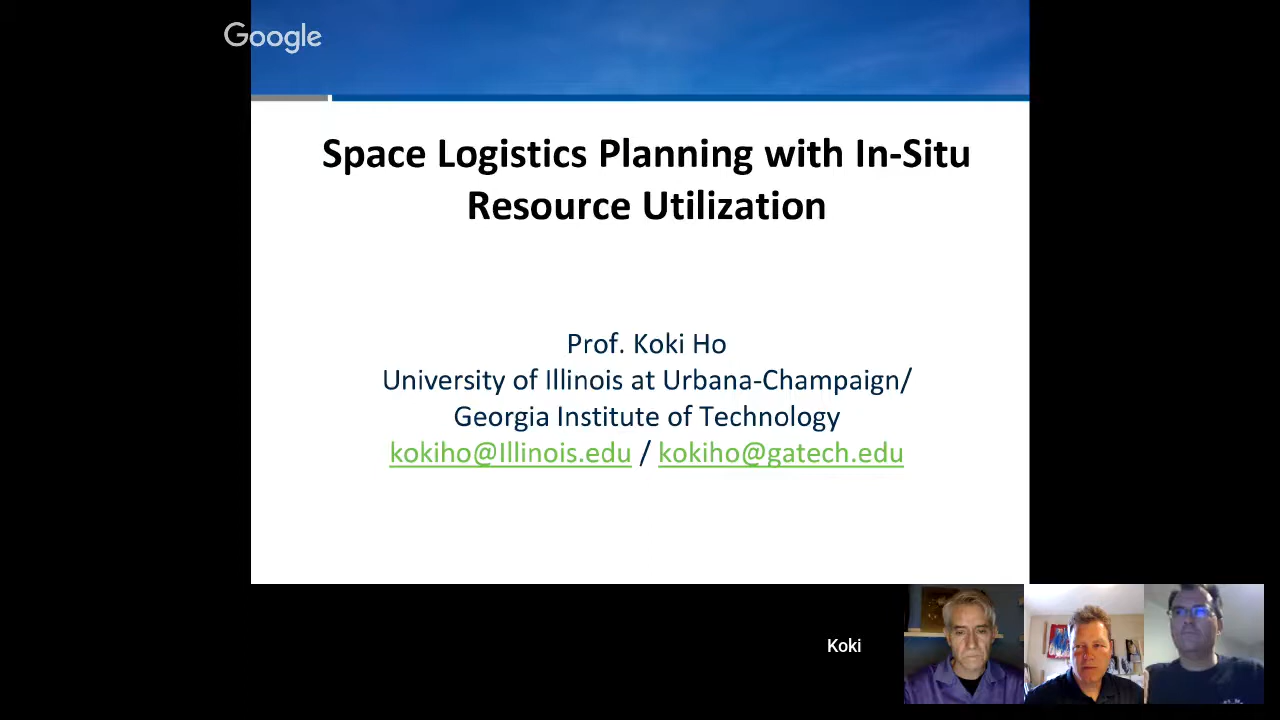 Google
Space Logistics Planning with In-Situ
Resource Utilization
Prof. Koki Ho
University of Illinois at Urbana-Champaign/
Georgia Institute of Technology
kokiho@Illinois.edu / kokiho@gatech.edu
Koki